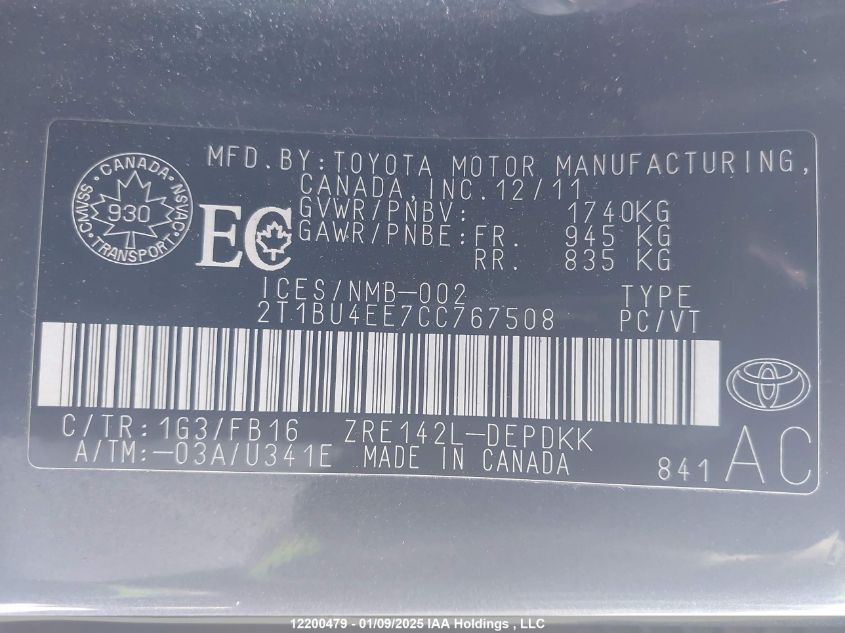 MFD.BY:TOYOTA MOTOR MANUFACTURING,
CANADA,INC.12/11
GVWR/PNBV: 1740KG
GAWR/PNBE:FR. 945 KG
RR. 835 KG
CANADA
CMVSS 930 NSVAC
TRANSPORT
EC
ICES/NMB-002 TYPE
2T1BU4EE7CC767508 PC/VT
C/TR:1G3/FB16 ZRE142L-DEPDKK
A/TM:-03A/U341E MADE IN CANADA
841 AC
12200479 - 01/09/2025 IAA Holdings , LLC